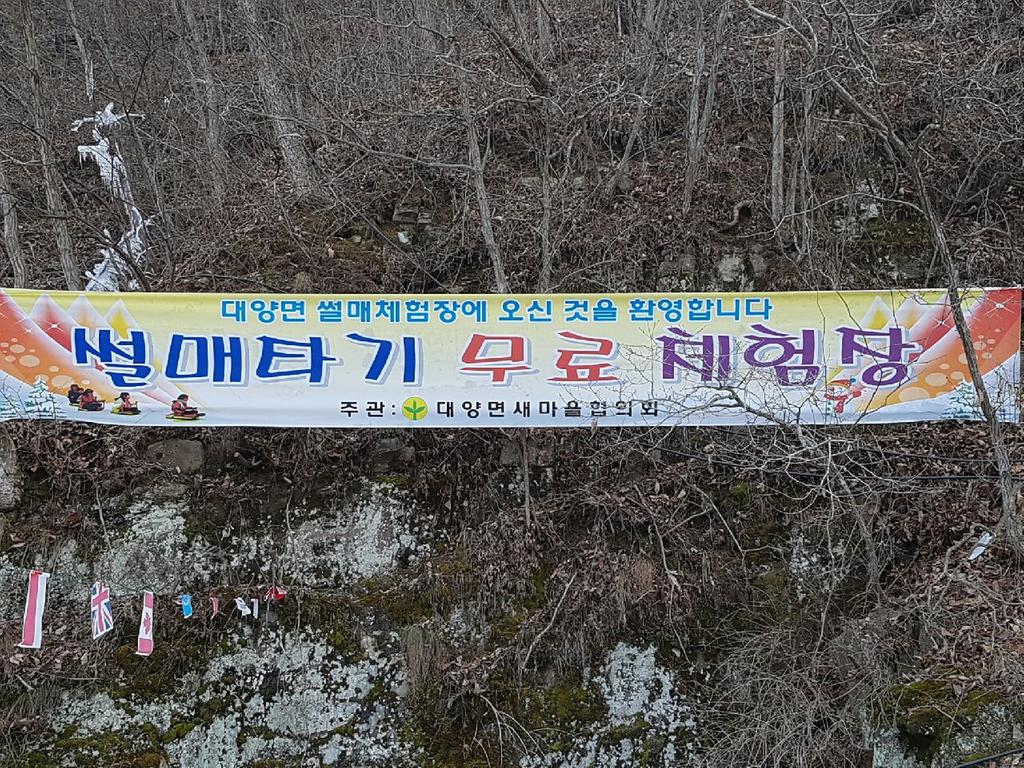 대양면 썰매체험장에 오신 것을 환영합니다
썰매타기 무료 체험장
주관: 대양면새마을협의회